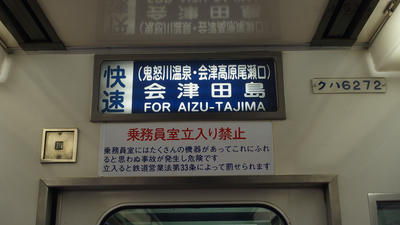 快速
(鬼怒川温泉・会津高原尾瀬口)
会津田島
FOR AIZU-TAJIMA
クハ6272
乗務員室立入り禁止
乗務員室にはたくさんの機器があってこれにふれ
ると思わぬ事故が発生し危険です
立入ると鉄道営業法第33条によって罰せられます